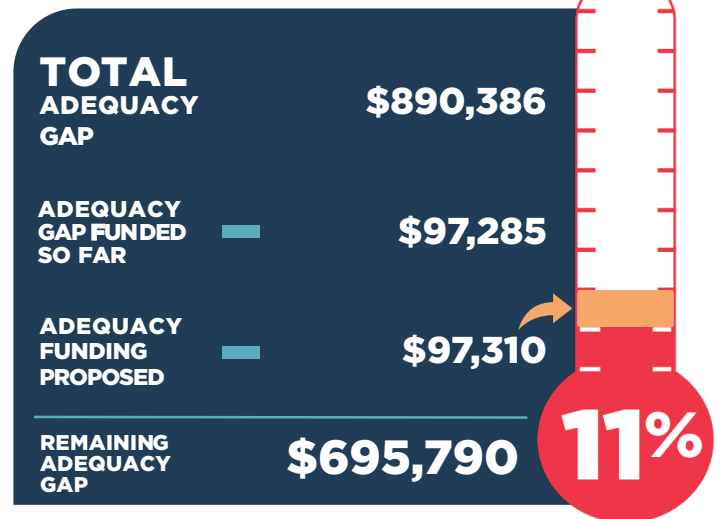 TOTAL
ADEQUACY
GAP
$890,386
ADEQUACY
GAP FUNDED
SO FAR
$97,285
ADEQUACY
FUNDING
PROPOSED
$97,310
REMAINING
ADEQUACY
GAP
$695,790
11%